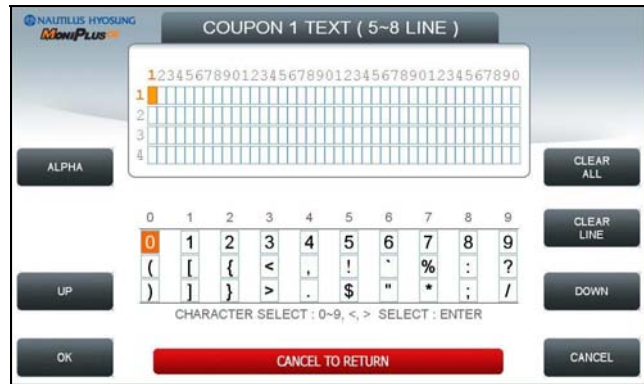 NAUTILUS HYOSUNG
MoniPlus CE
COUPON 1 TEXT ( 5~8 LINE )
1234567890123456789012345678901234567890
1
2
3
4
ALPHA
CLEAR ALL
0 1 2 3 4 5 6 7 8 9
CLEAR LINE
0 1 2 3 4 5 6 7 8 9
( [ { < , ! ` % : ?
UP
) ] } > . $ " * ; /
DOWN
CHARACTER SELECT : 0~9, <, > SELECT : ENTER
OK
CANCEL TO RETURN
CANCEL